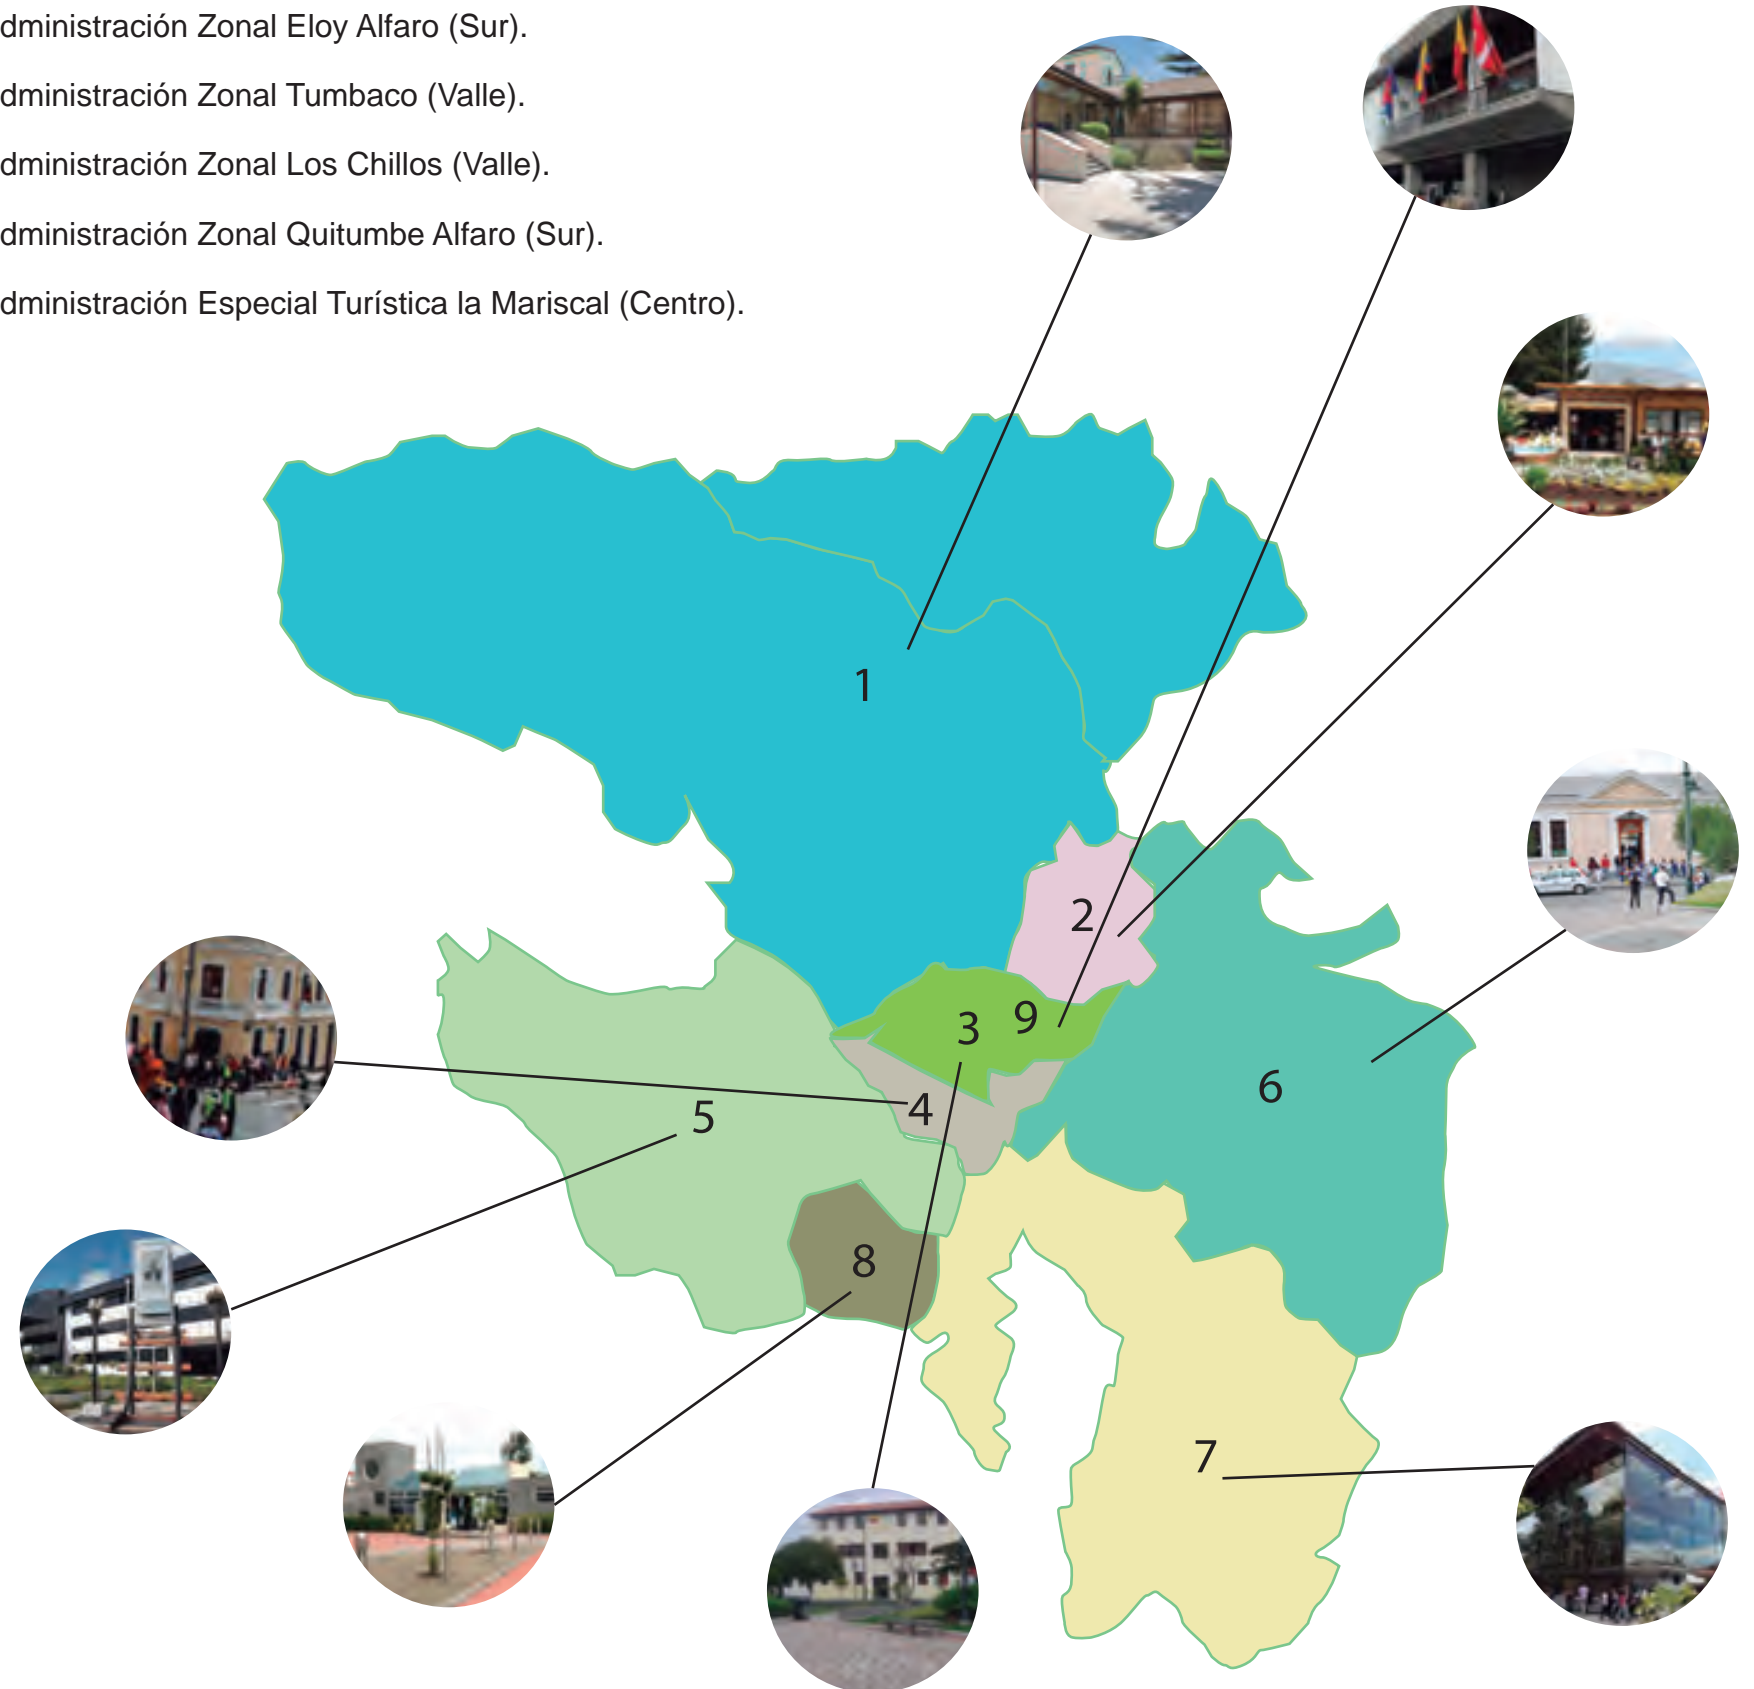 dministración Zonal Eloy Alfaro (Sur).
dministración Zonal Tumbaco (Valle).
dministración Zonal Los Chillos (Valle).
dministración Zonal Quitumbe Alfaro (Sur).
dministración Especial Turística la Mariscal (Centro).
1
2
3
9
4
5
6
8
7